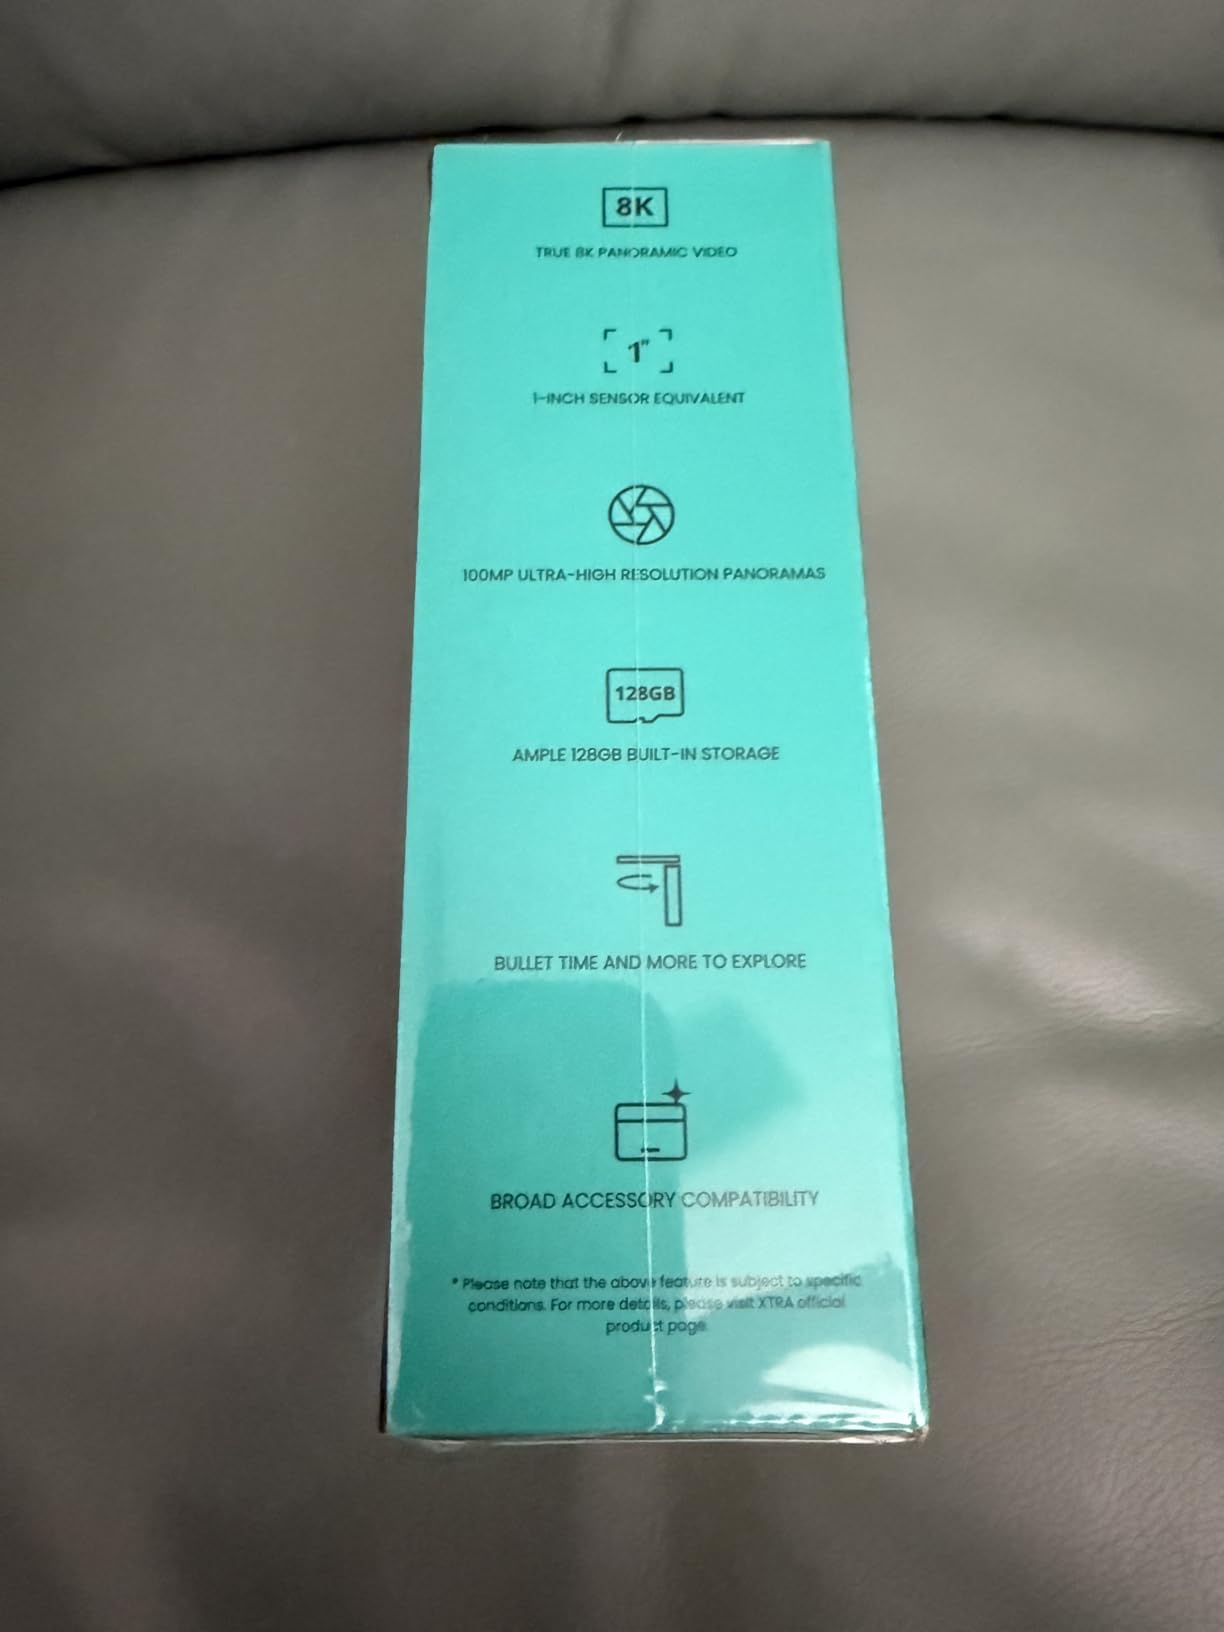 8K
TRUE 8K PANORAMIC VIDEO
1"
1-INCH SENSOR EQUIVALENT
100MP ULTRA-HIGH RESOLUTION PANORAMAS
128GB
AMPLE 128GB BUILT-IN STORAGE
BULLET TIME AND MORE TO EXPLORE
BROAD ACCESSORY COMPATIBILITY
* Please note that the above feature is subject to specific
conditions. For more details, please visit XTRA official
product page.